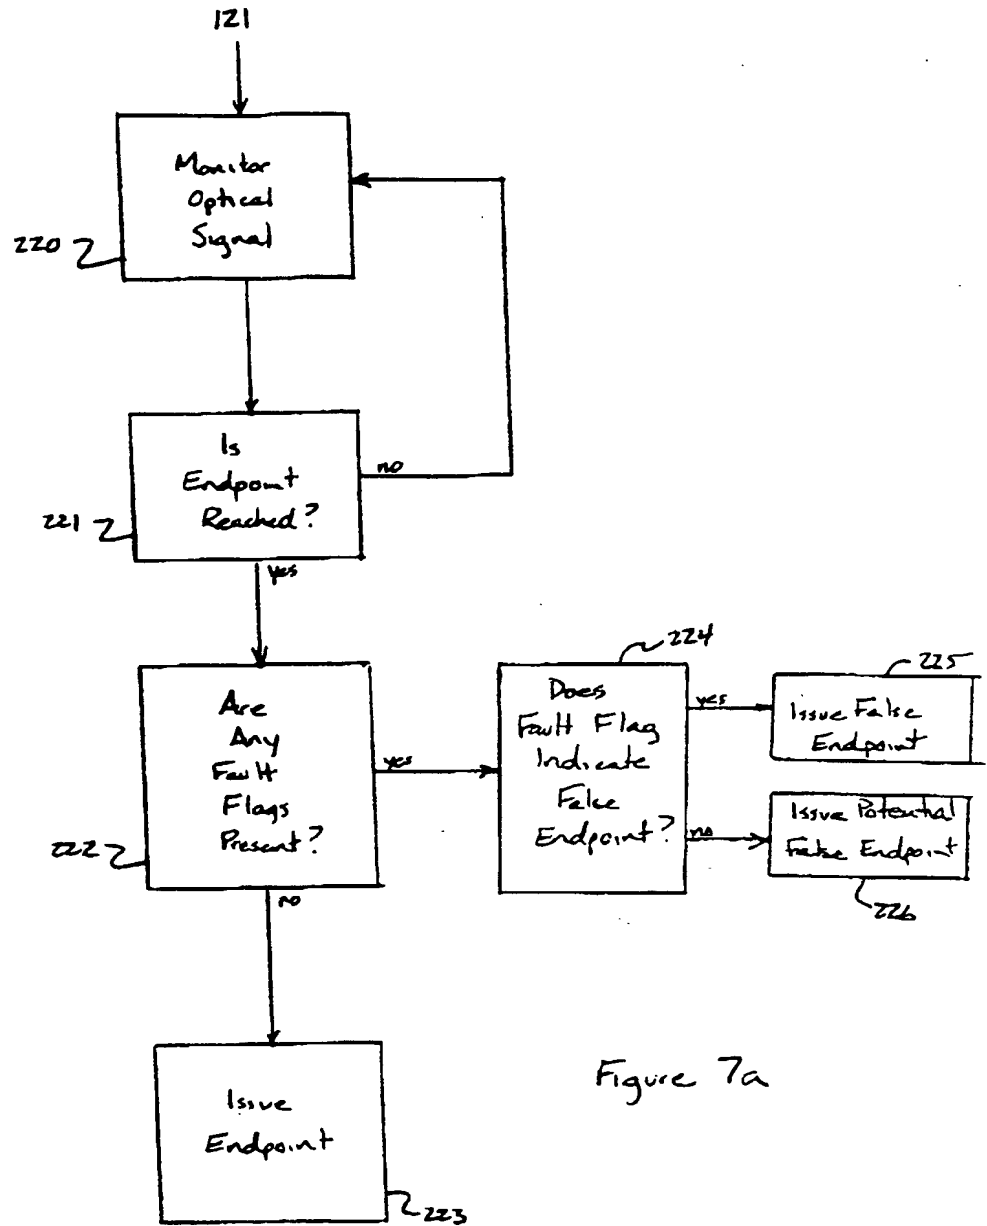 121
Monitor
Optical
Signal
220
Is
Endpoint
Reached?
no
221
yes
Are
Any
Fault
Flags
Present?
222
yes
no
224
Does
Fault Flag
Indicate
False
Endpoint?
yes
no
225
Issue False
Endpoint
Issue Potential
False Endpoint
226
Issue
Endpoint
223
Figure 7a